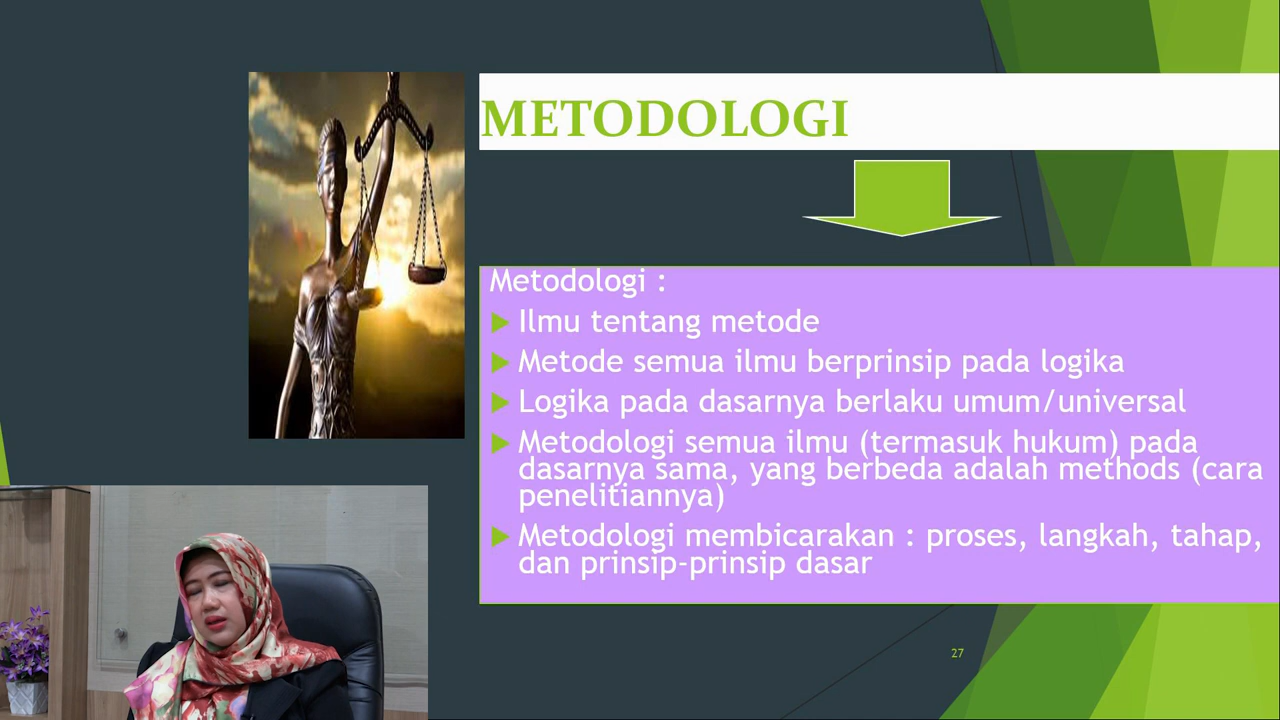 METODOLOGI
Metodologi :
Ilmu tentang metode
Metode semua ilmu berprinsip pada logika
Logika pada dasarnya berlaku umum/universal
Metodologi semua ilmu (termasuk hukum) pada
dasarnya sama, yang berbeda adalah methods (cara
penelitiannya)
Metodologi membicarakan : proses, langkah, tahap,
dan prinsip-prinsip dasar
27